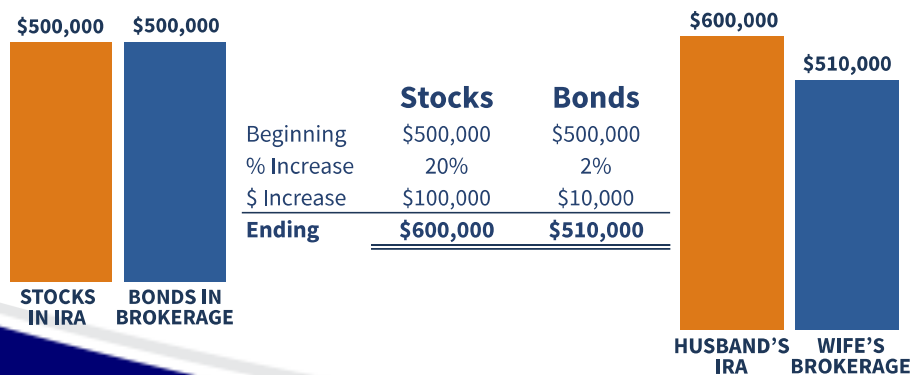 $500,000 $500,000
STOCKS
IN IRA
BONDS IN
BROKERAGE
Stocks Bonds
Beginning $500,000 $500,000
% Increase 20% 2%
$ Increase $100,000 $10,000
Ending $600,000 $510,000
$600,000
$510,000
HUSBAND’S
IRA
WIFE’S
BROKERAGE